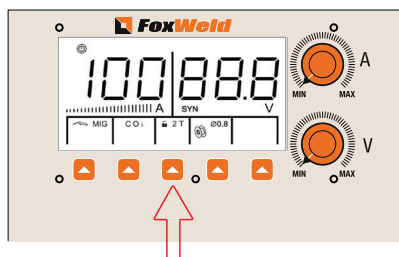 FoxWeld
100 88.8
A SYN V
MIG CO₂ 2T Ø0.8
A
MIN MAX
V
MIN MAX